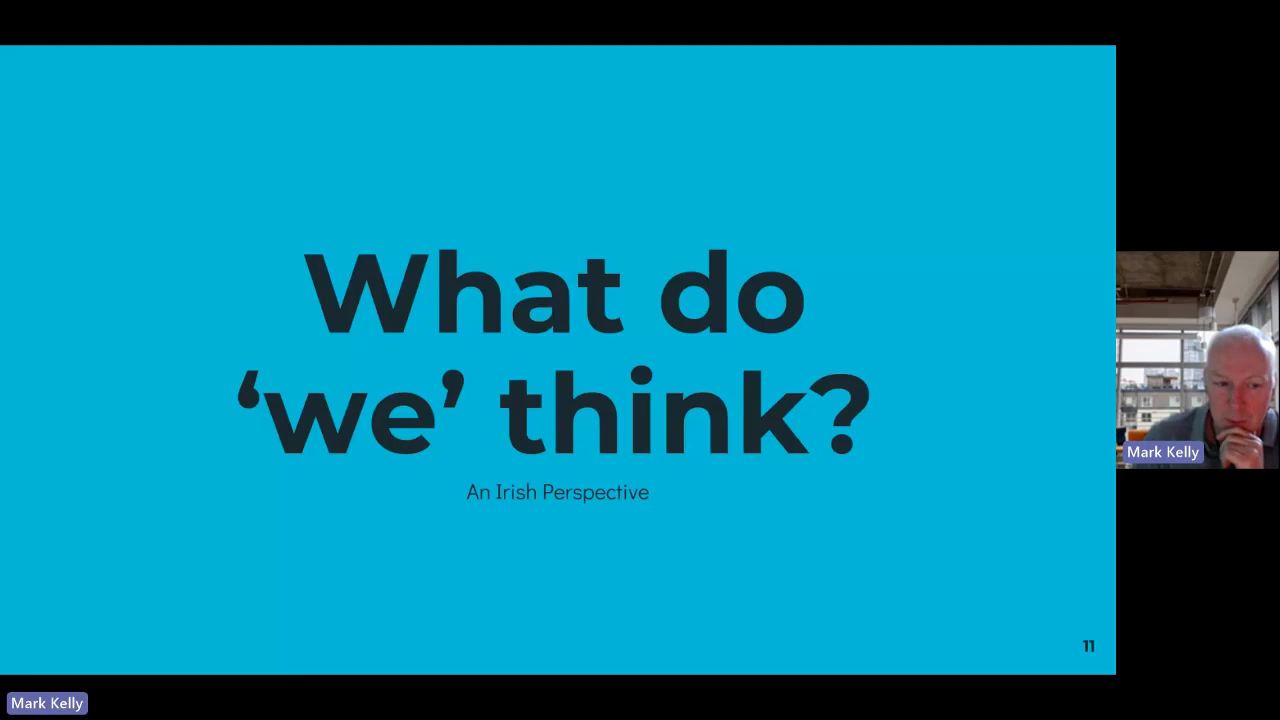 What do
‘we’ think?
An Irish Perspective
11
Mark Kelly
Mark Kelly